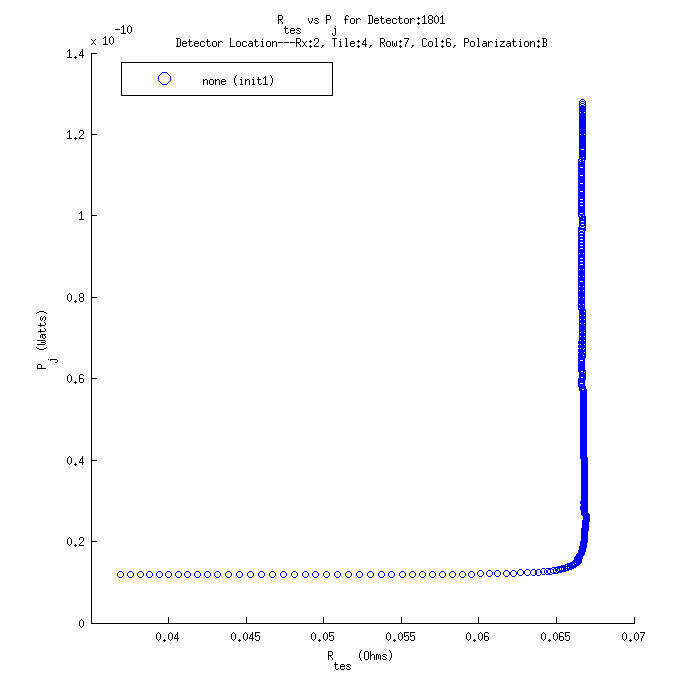 R_tes vs P_j for Detector:1801
Detector Location---Rx:2, Tile:4, Row:7, Col:6, Polarization:B
x 10^-10
none (init1)
1.4
1.2
1
0.8
0.6
0.4
0.2
0
P_j (Watts)
0.04 0.045 0.05 0.055 0.06 0.065 0.07
R_tes (Ohms)